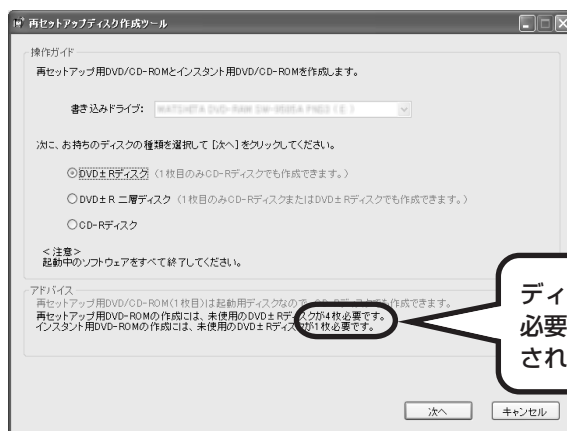 再セットアップディスク作成ツール
操作ガイド
再セットアップ用DVD/CD-ROMとインスタント用DVD/CD-ROMを作成します。
書き込みドライブ:
次に、お持ちのディスクの種類を選択して [次へ] をクリックしてください。
DVD±Rディスク (1枚目のみCD-Rディスクでも作成できます。)
DVD±R 二層ディスク (1枚目のみCD-RディスクまたはDVD±Rディスクでも作成できます。)
CD-Rディスク
<注意>
起動中のソフトウェアをすべて終了してください。
アドバイス
再セットアップ用DVD/CD-ROM(1枚目)は起動用ディスクなので、CD-Rディスクでも作成できます。
再セットアップ用DVD-ROMの作成には、未使用のDVD±Rディスクが4枚必要です。
インスタント用DVD-ROMの作成には、未使用のDVD±Rディスクが1枚必要です。
ディ
必要
され
次へ
キャンセル